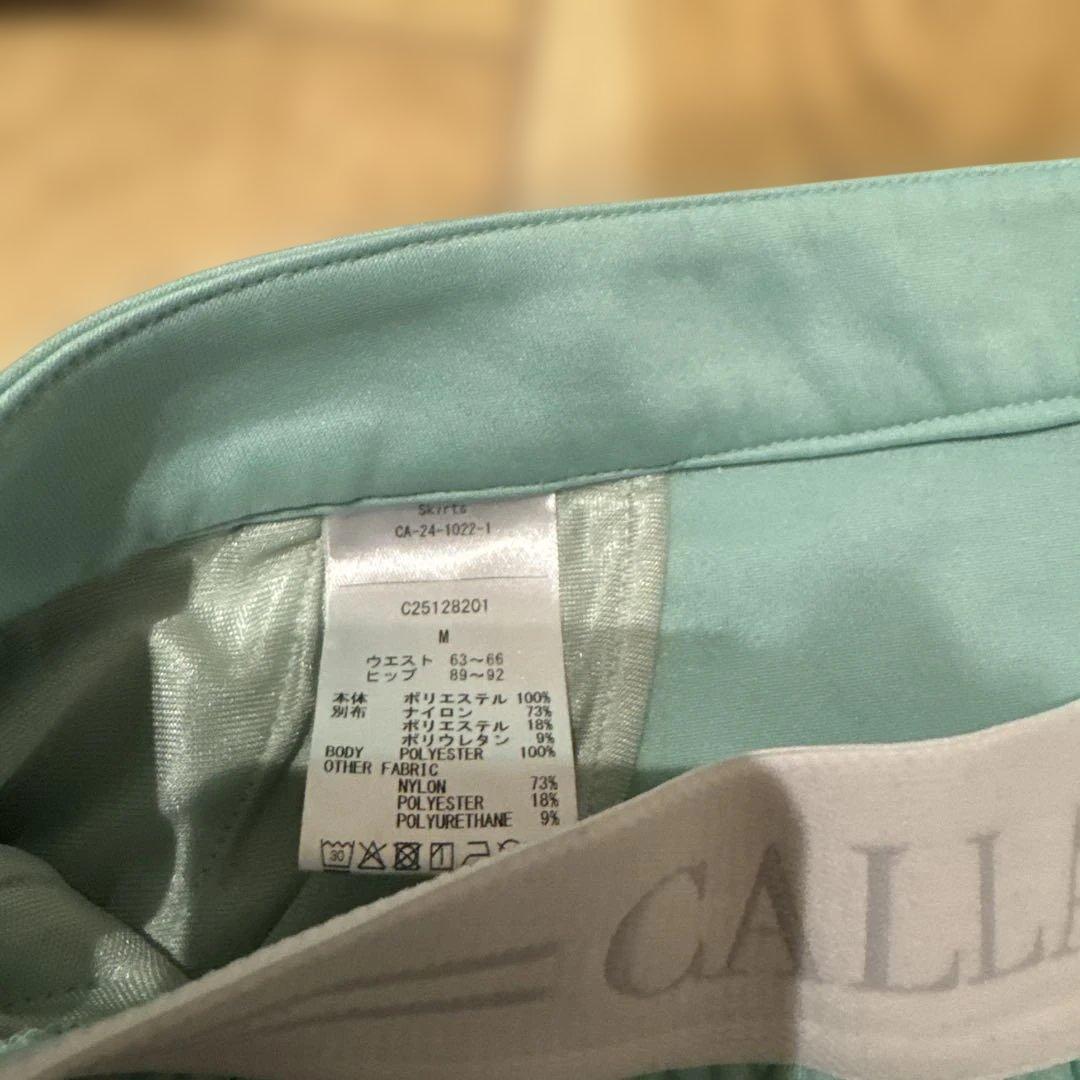 Skirts
CA-24-1022-1
C25128201
M
ウエスト 63～66
ヒップ 89～92
本体 ポリエステル 100%
別布 ナイロン 73%
ポリエステル 18%
ポリウレタン 9%
BODY POLYESTER 100%
OTHER FABRIC
NYLON 73%
POLYESTER 18%
POLYURETHANE 9%
30